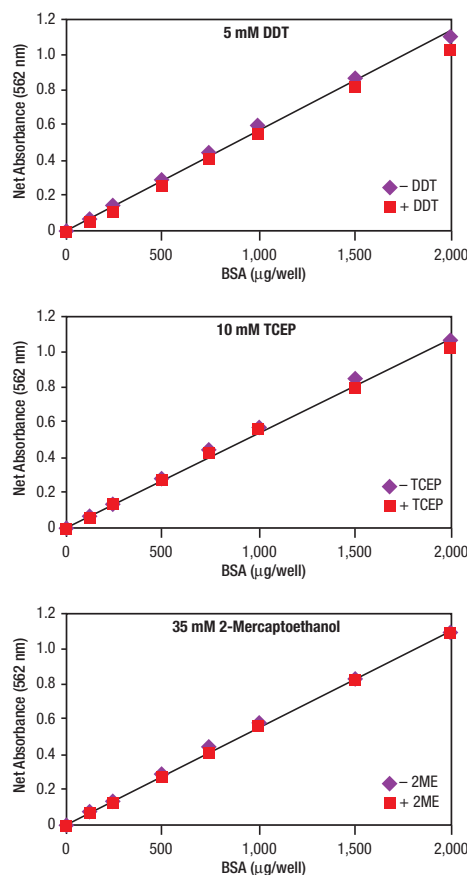 5 mM DDT
Net Absorbance (562 nm)
1.2
1.0
0.8
0.6
0.4
0.2
0
– DDT
+ DDT
0 500 1,000 1,500 2,000
BSA (µg/well)
10 mM TCEP
Net Absorbance (562 nm)
1.2
1.0
0.8
0.6
0.4
0.2
0
– TCEP
+ TCEP
0 500 1,000 1,500 2,000
BSA (µg/well)
35 mM 2-Mercaptoethanol
Net Absorbance (562 nm)
1.2
1.0
0.8
0.6
0.4
0.2
0
– 2ME
+ 2ME
0 500 1,000 1,500 2,000
BSA (µg/well)